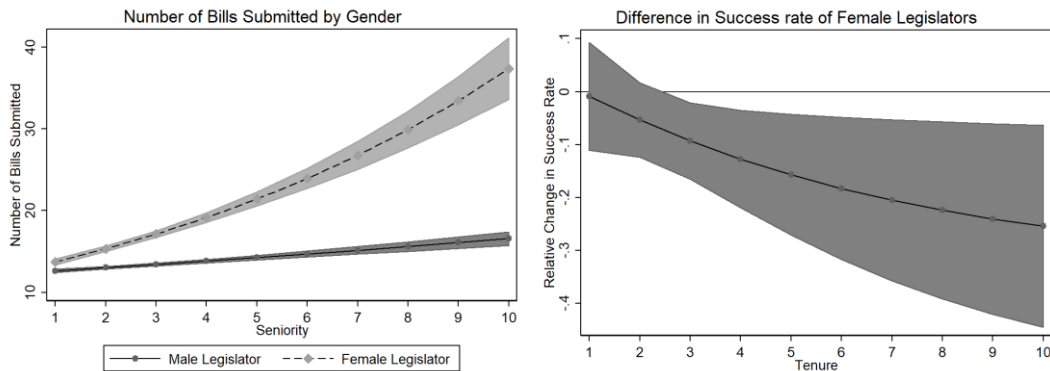 Number of Bills Submitted by Gender
Number of Bills Submitted
40
30
20
10
1 2 3 4 5 6 7 8 9 10
Seniority
Male Legislator Female Legislator
Difference in Success rate of Female Legislators
Relative Change in Success Rate
.1
0
-.1
-.2
-.3
-.4
1 2 3 4 5 6 7 8 9 10
Tenure